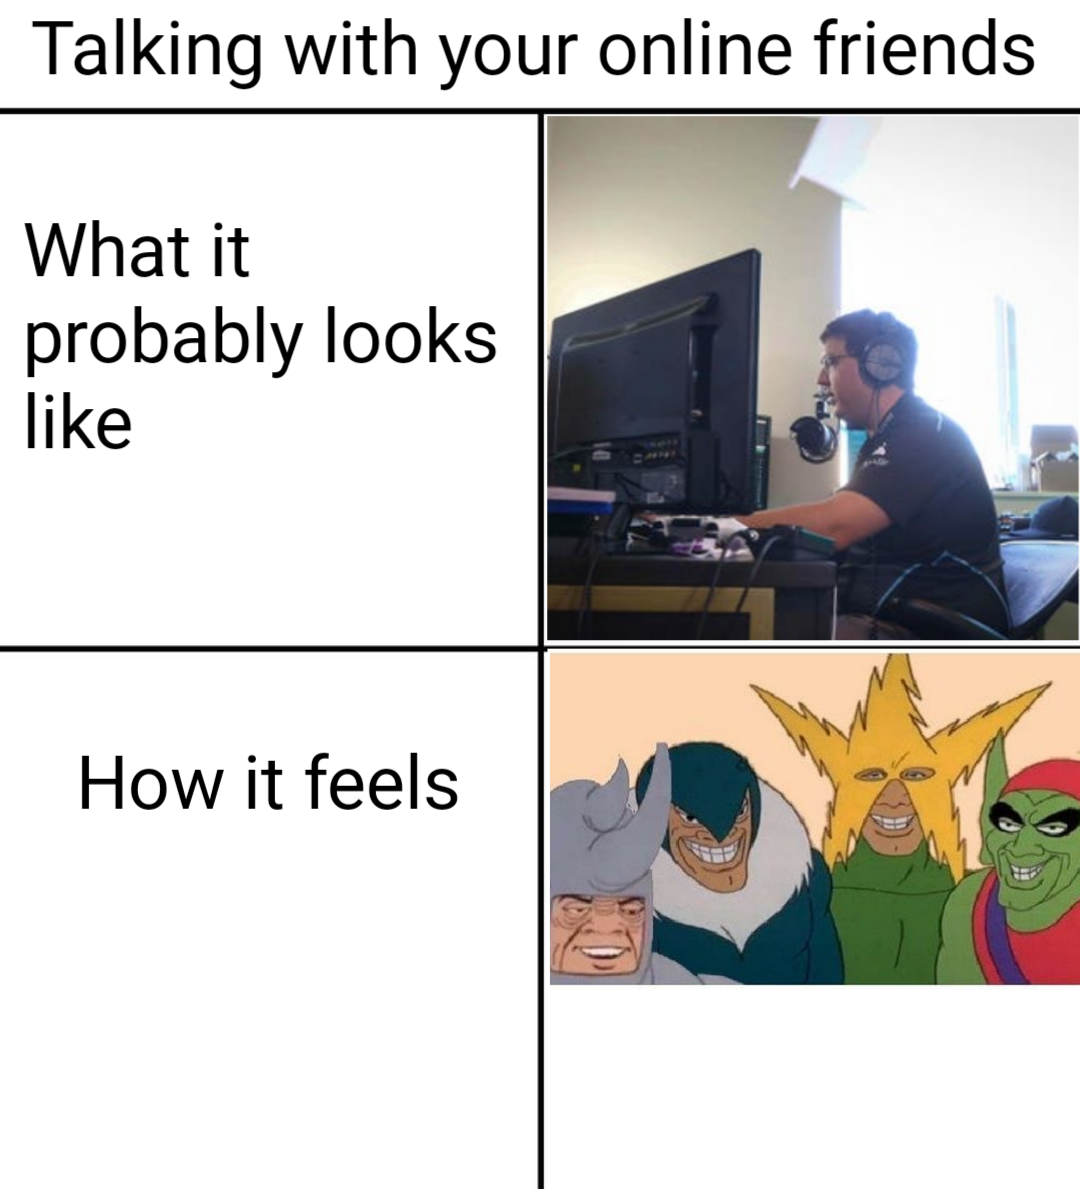 Talking with your online friends
What it
probably looks
like
How it feels